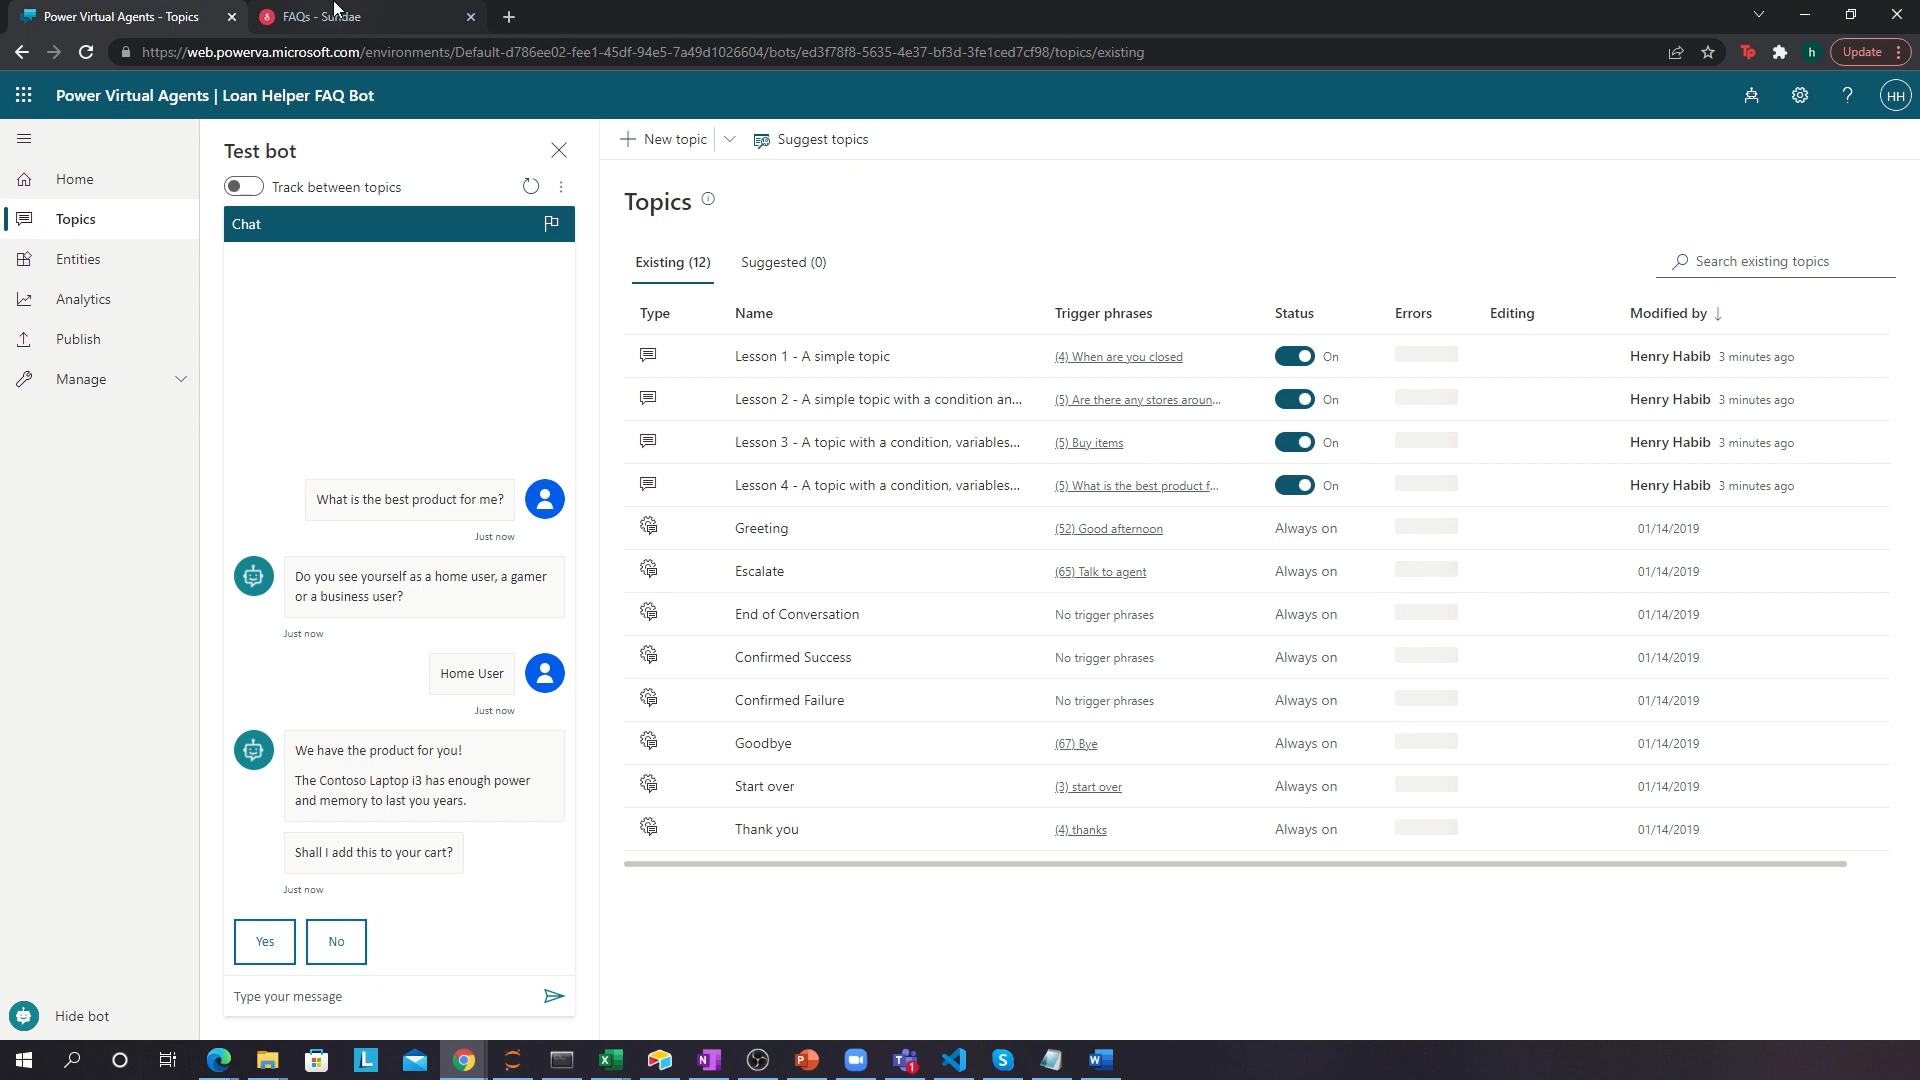 Power Virtual Agents - Topics
FAQs - Sundae
https://web.powerva.microsoft.com/environments/Default-d786ee02-fee1-45df-94e5-7a49d1026604/bots/ed3f78f8-5635-4e37-bf3d-3fe1ced7cf98/topics/existing
Tp
h
Update
Power Virtual Agents | Loan Helper FAQ Bot
HH
Home
Topics
Entities
Analytics
Publish
Manage
Hide bot
Test bot
Track between topics
Chat
What is the best product for me?
Just now
Do you see yourself as a home user, a gamer
or a business user?
Just now
Home User
Just now
We have the product for you!
The Contoso Laptop i3 has enough power
and memory to last you years.
Shall I add this to your cart?
Just now
Yes No
Type your message
New topic Suggest topics
Topics
Existing (12) Suggested (0) Search existing topics
Type Name Trigger phrases Status Errors Editing Modified by
Lesson 1 - A simple topic (4) When are you closed On Henry Habib 3 minutes ago
Lesson 2 - A simple topic with a condition an... (5) Are there any stores aroun... On Henry Habib 3 minutes ago
Lesson 3 - A topic with a condition, variables... (5) Buy items On Henry Habib 3 minutes ago
Lesson 4 - A topic with a condition, variables... (5) What is the best product f... On Henry Habib 3 minutes ago
Greeting (52) Good afternoon Always on 01/14/2019
Escalate (65) Talk to agent Always on 01/14/2019
End of Conversation No trigger phrases Always on 01/14/2019
Confirmed Success No trigger phrases Always on 01/14/2019
Confirmed Failure No trigger phrases Always on 01/14/2019
Goodbye (67) Bye Always on 01/14/2019
Start over (3) start over Always on 01/14/2019
Thank you (4) thanks Always on 01/14/2019